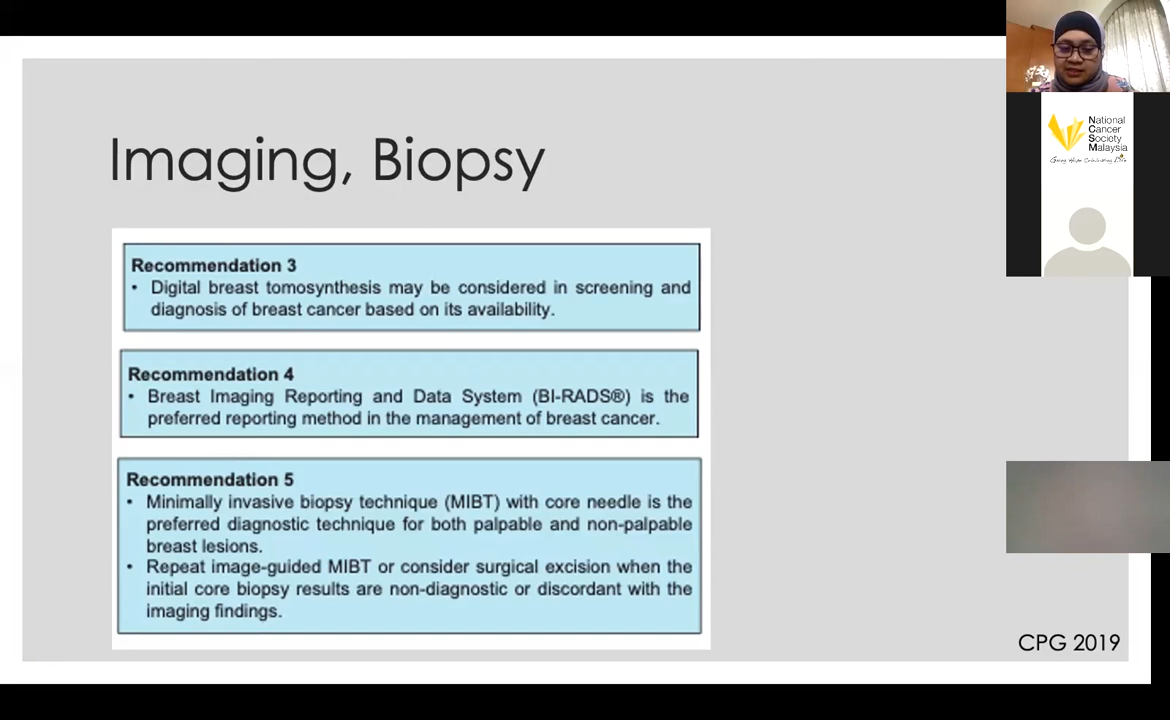 Imaging, Biopsy
Recommendation 3
• Digital breast tomosynthesis may be considered in screening and
diagnosis of breast cancer based on its availability.
Recommendation 4
• Breast Imaging Reporting and Data System (BI-RADS®) is the
preferred reporting method in the management of breast cancer.
Recommendation 5
• Minimally invasive biopsy technique (MIBT) with core needle is the
preferred diagnostic technique for both palpable and non-palpable
breast lesions.
• Repeat image-guided MIBT or consider surgical excision when the
initial core biopsy results are non-diagnostic or discordant with the
imaging findings.
CPG 2019
National
Cancer
Society
Malaysia